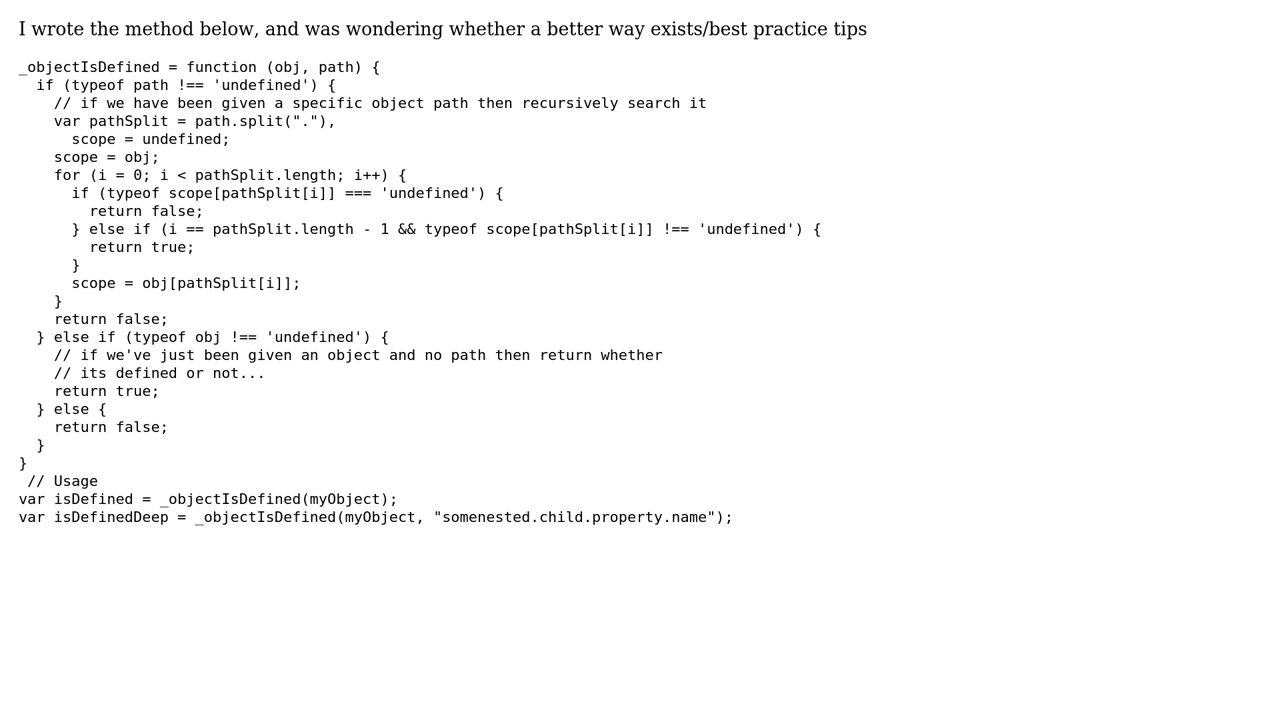 I wrote the method below, and was wondering whether a better way exists/best practice tips
_objectIsDefined = function (obj, path) {
  if (typeof path !== 'undefined') {
    // if we have been given a specific object path then recursively search it
    var pathSplit = path.split("."),
      scope = undefined;
    scope = obj;
    for (i = 0; i < pathSplit.length; i++) {
      if (typeof scope[pathSplit[i]] === 'undefined') {
        return false;
      } else if (i == pathSplit.length - 1 && typeof scope[pathSplit[i]] !== 'undefined') {
        return true;
      }
      scope = obj[pathSplit[i]];
    }
    return false;
  } else if (typeof obj !== 'undefined') {
    // if we've just been given an object and no path then return whether
    // its defined or not...
    return true;
  } else {
    return false;
  }
}
 // Usage
var isDefined = _objectIsDefined(myObject);
var isDefinedDeep = _objectIsDefined(myObject, "somenested.child.property.name");